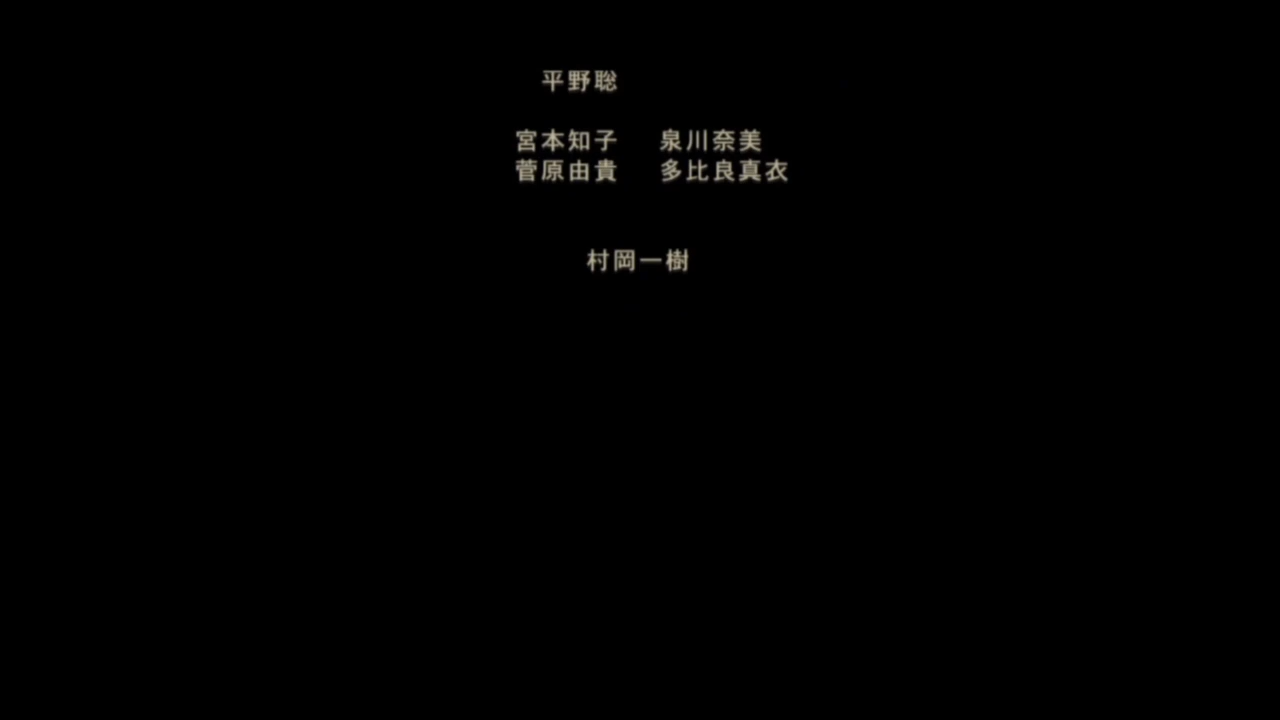 平野聡
宮本知子 泉川奈美
菅原由貴 多比良真衣
村岡一樹